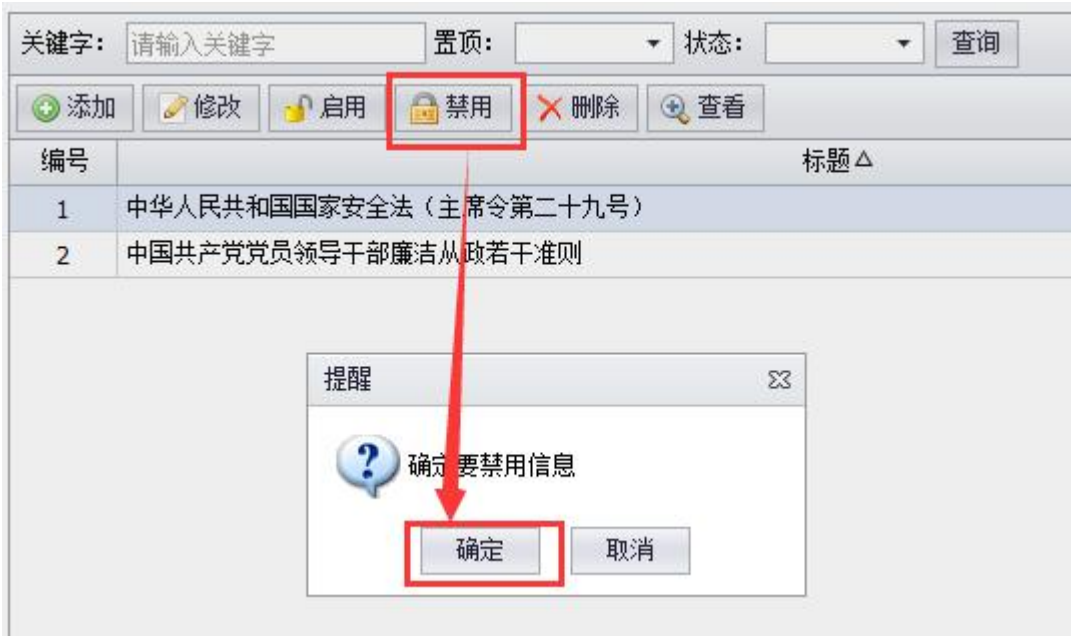 关键字： 请输入关键字 置顶： 状态： 查询
添加 修改 启用 禁用 删除 查看
编号 标题
1 中华人民共和国国家安全法（主席令第二十九号）
2 中国共产党党员领导干部廉洁从政若干准则
提醒
确定要禁用信息
确定 取消